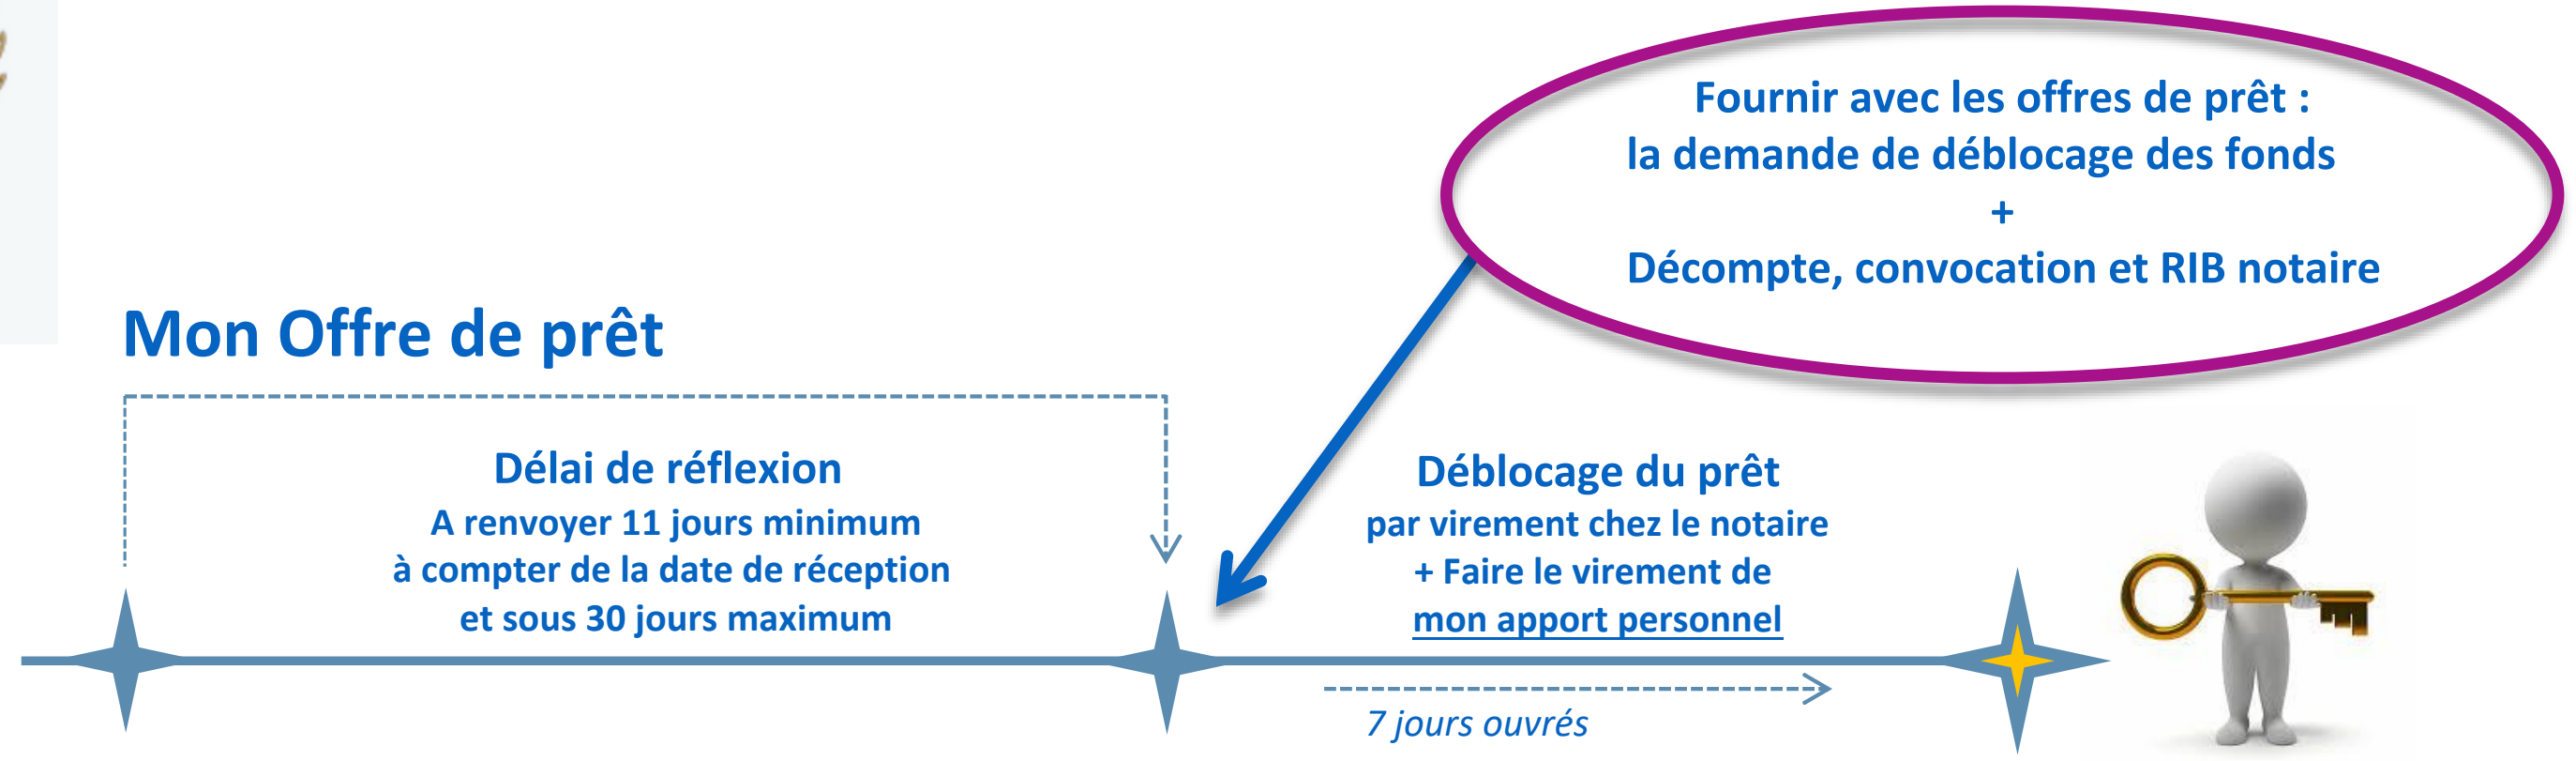 Fournir avec les offres de prêt :
la demande de déblocage des fonds
+
Décompte, convocation et RIB notaire
Mon Offre de prêt
Délai de réflexion
A renvoyer 11 jours minimum
à compter de la date de réception
et sous 30 jours maximum
Déblocage du prêt
par virement chez le notaire
+ Faire le virement de
mon apport personnel
7 jours ouvrés